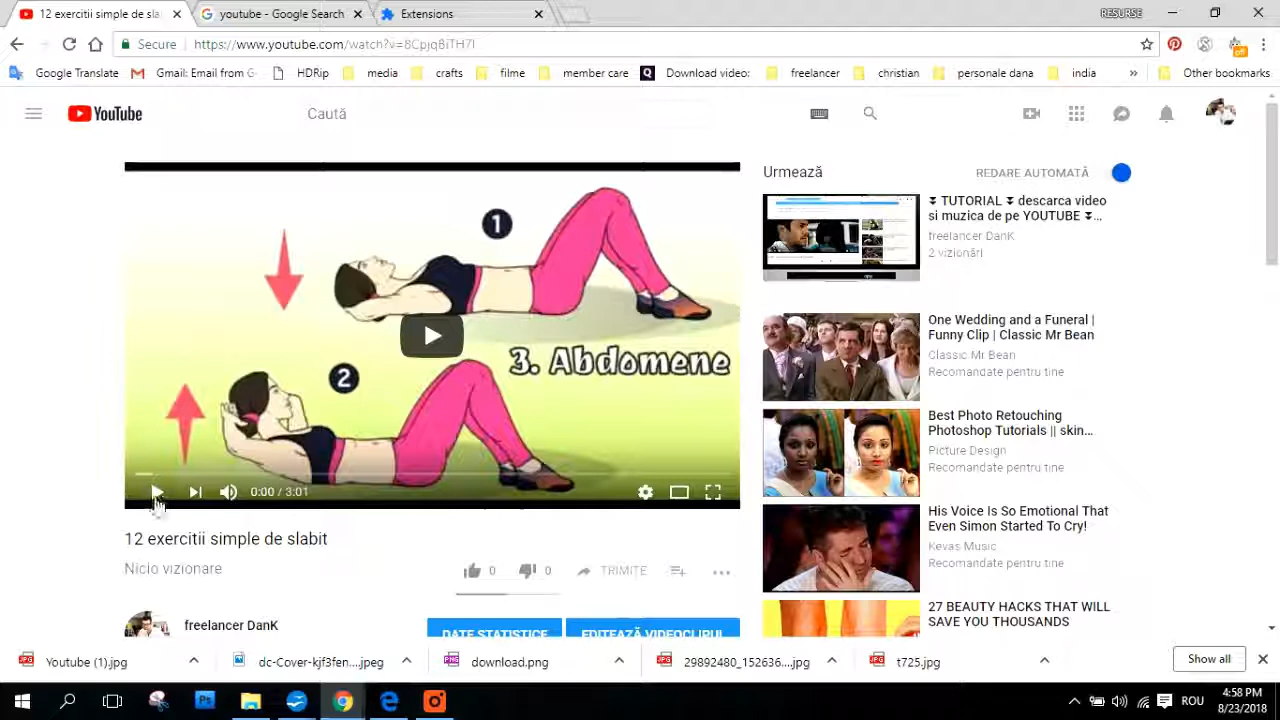 12 exercitii simple de sla
youtube - Google Search
Extensions
RESURSE
Secure
https://www.youtube.com/watch?v=8Cpjq8iTH7I
off
Google Translate
Gmail: Email from G
HDRip
media
crafts
filme
member care
Download video:
freelancer
christian
personale dana
india
»
Other bookmarks
YouTube
Caută
Urmează
REDARE AUTOMATĂ
1
2
3. Abdomene
0:00 / 3:01
12 exercitii simple de slabit
Nicio vizionare
0
0
TRIMITE
freelancer DanK
DATE STATISTICE
EDITEAZĂ VIDEOCLIPUL
⏬ TUTORIAL ⏬ descarca video
si muzica de pe YOUTUBE ⏬...
freelancer DanK
2 vizionări
One Wedding and a Funeral |
Funny Clip | Classic Mr Bean
Classic Mr Bean
Recomandate pentru tine
Best Photo Retouching
Photoshop Tutorials || skin...
Picture Design
Recomandate pentru tine
His Voice Is So Emotional That
Even Simon Started To Cry!
Kevas Music
Recomandate pentru tine
27 BEAUTY HACKS THAT WILL
SAVE YOU THOUSANDS
Youtube (1).jpg
dc-Cover-kjf3fen....jpeg
download.png
29892480_152636....jpg
t725.jpg
Show all
ROU
4:58 PM
8/23/2018